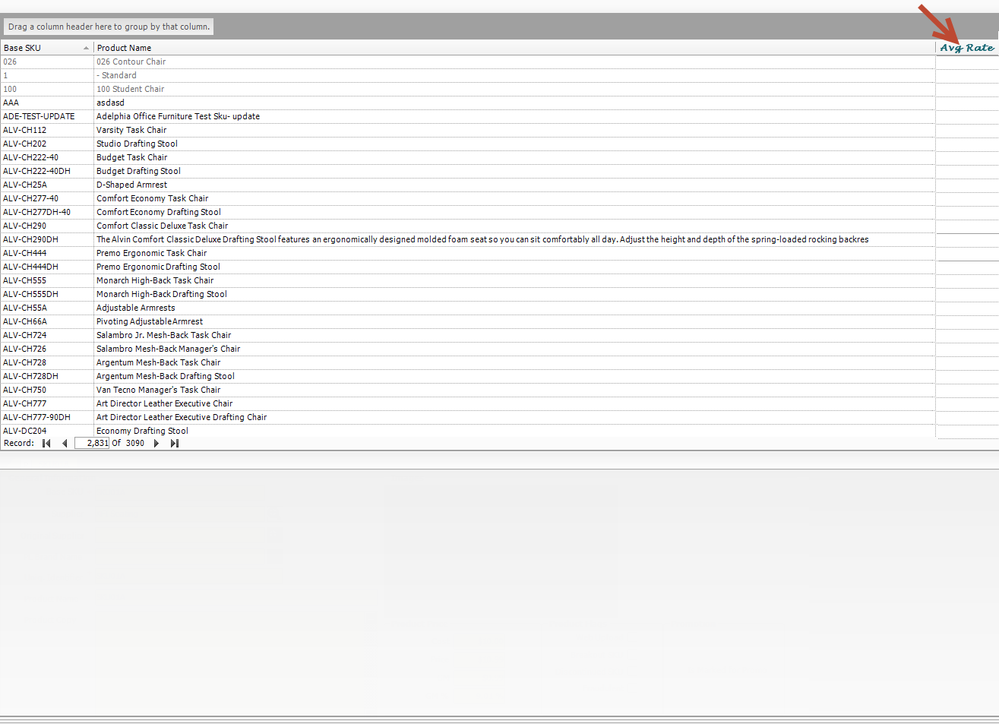 Drag a column header here to group by that column.
Base SKU Product Name Avg Rate
026 026 Contour Chair
1 - Standard
100 100 Student Chair
AAA asdasd
ADE-TEST-UPDATE Adelphia Office Furniture Test Sku- update
ALV-CH112 Varsity Task Chair
ALV-CH202 Studio Drafting Stool
ALV-CH222-40 Budget Task Chair
ALV-CH222-40DH Budget Drafting Stool
ALV-CH25A D-Shaped Armrest
ALV-CH277-40 Comfort Economy Task Chair
ALV-CH277DH-40 Comfort Economy Drafting Stool
ALV-CH290 Comfort Classic Deluxe Task Chair
ALV-CH290DH The Alvin Comfort Classic Deluxe Drafting Stool features an ergonomically designed molded foam seat so you can sit comfortably all day. Adjust the height and depth of the spring-loaded rocking backres
ALV-CH444 Premo Ergonomic Task Chair
ALV-CH444DH Premo Ergonomic Drafting Stool
ALV-CH555 Monarch High-Back Task Chair
ALV-CH555DH Monarch High-Back Drafting Stool
ALV-CH55A Adjustable Armrests
ALV-CH66A Pivoting Adjustable Armrest
ALV-CH724 Salambro Jr. Mesh-Back Task Chair
ALV-CH726 Salambro Mesh-Back Manager's Chair
ALV-CH728 Argentum Mesh-Back Task Chair
ALV-CH728DH Argentum Mesh-Back Drafting Stool
ALV-CH750 Van Tecno Manager's Task Chair
ALV-CH777 Art Director Leather Executive Chair
ALV-CH777-90DH Art Director Leather Executive Drafting Chair
ALV-DC204 Economy Drafting Stool
Record: 2,831 Of 3090